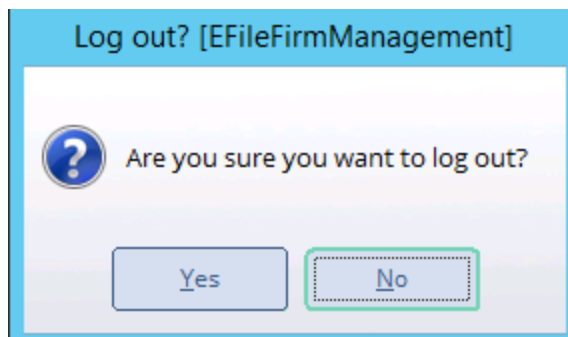 Log out? [EFileFirmManagement]
Are you sure you want to log out?
Yes
No